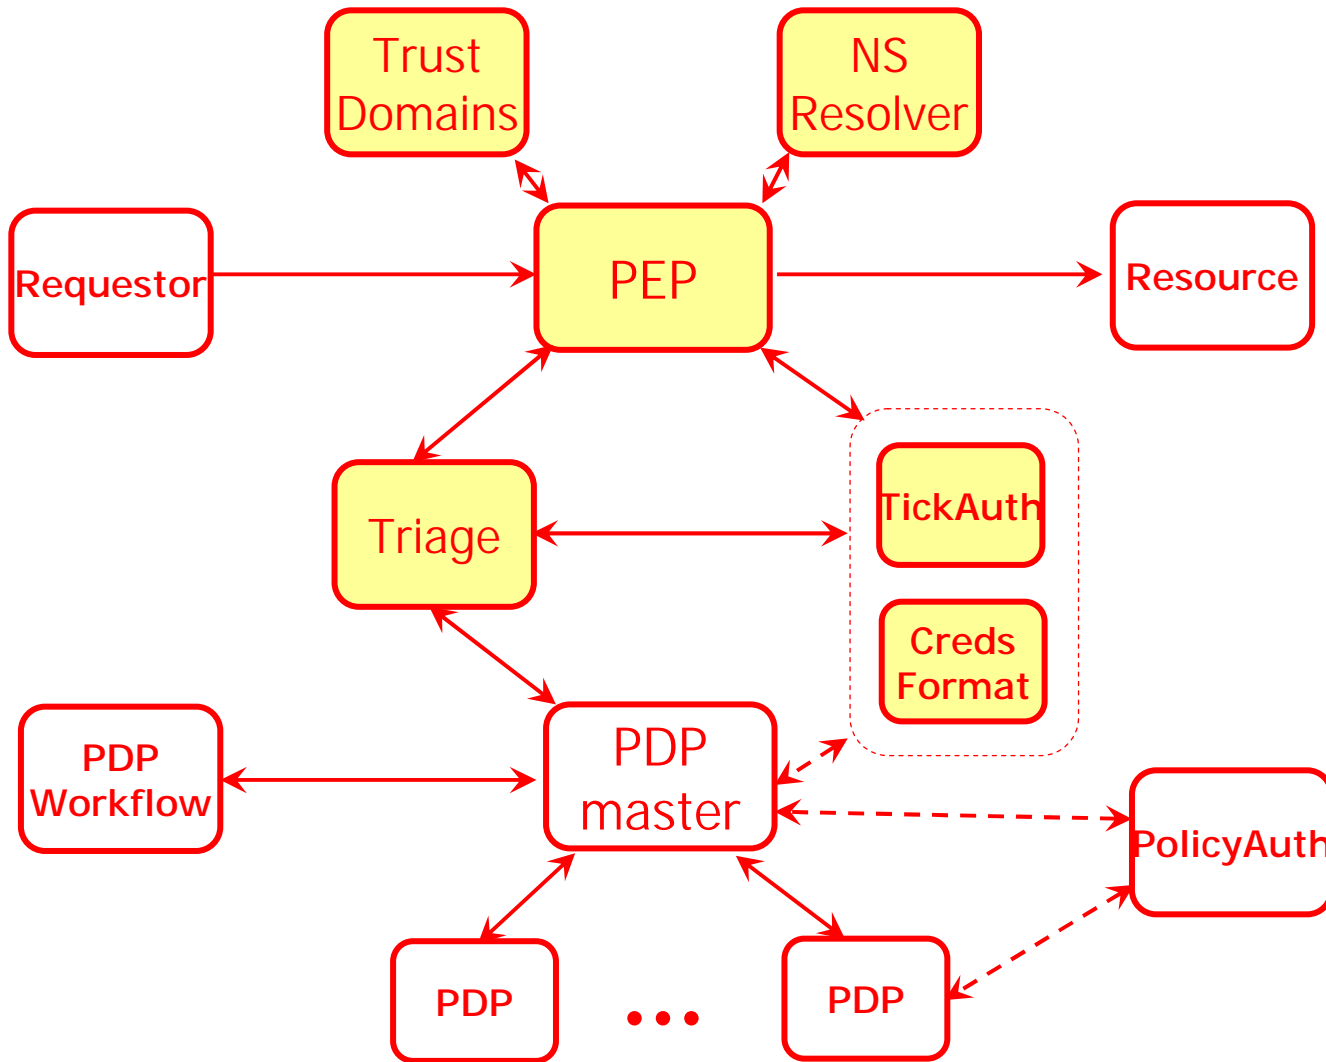 Trust
Domains
NS
Resolver
Requestor
PEP
Resource
TickAuth
Triage
Creds
Format
PDP
Workflow
PDP
master
PolicyAuth
PDP
...
PDP